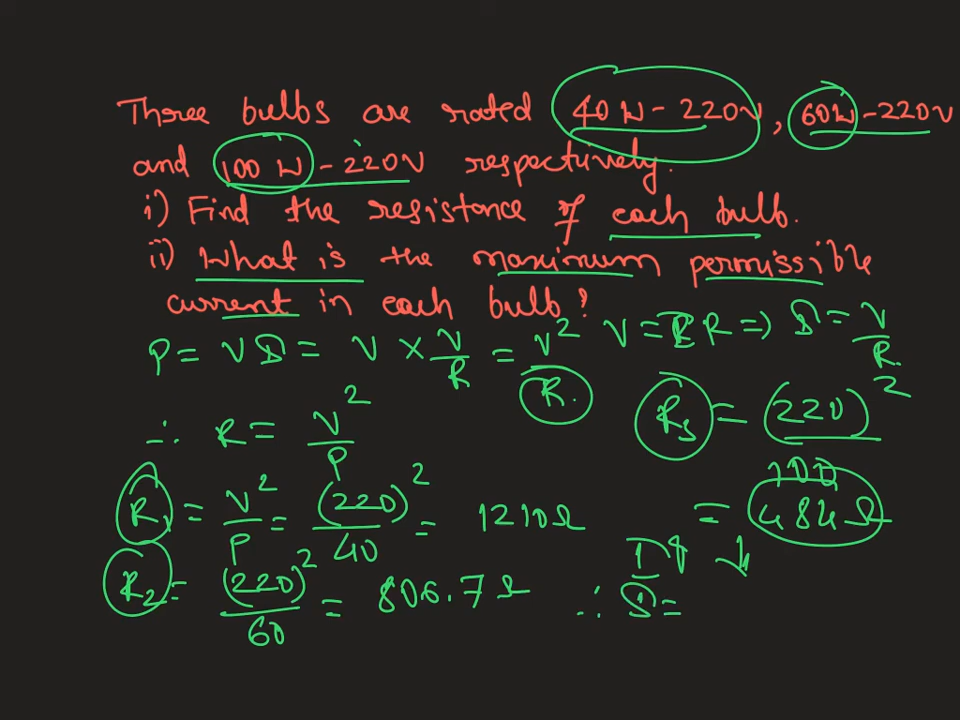 Three bulbs are rated 40 W - 220V, 60W - 220V
and 100 W - 220V respectively.
i) Find the resistance of each bulb.
ii) What is the maximum permissible
current in each bulb?
P = VI = V × V/R = V²/R. V = IR ⇒ I = V/R.
∴ R = V²/P
R₃ = (220)²/100
R₁ = V²/P = (220)²/40 = 1210Ω
= 484Ω
R₂ = (220)²/60 = 806.7Ω
∴ I =